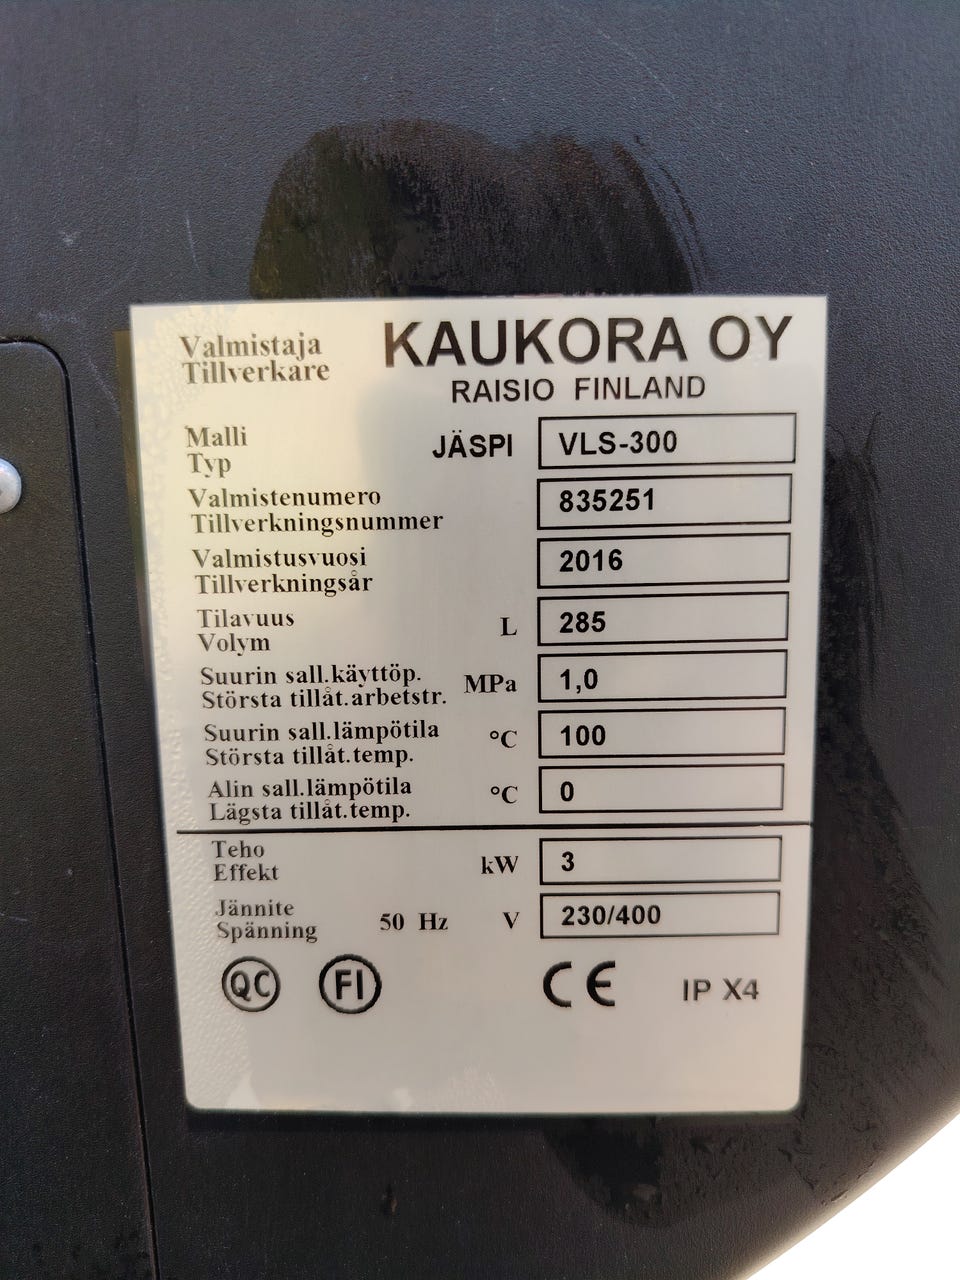 Valmistaja KAUKORA OY
Tillverkare RAISIO FINLAND
Malli JÄSPI VLS-300
Typ
Valmistenumero 835251
Tillverkningsnummer
Valmistusvuosi 2016
Tillverkningsår
Tilavuus L 285
Volym
Suurin sall.käyttöp. MPa 1,0
Största tillåt.arbetstr.
Suurin sall.lämpötila °C 100
Största tillåt.temp.
Alin sall.lämpötila °C 0
Lägsta tillåt.temp.
Teho kW 3
Effekt
Jännite 50 Hz V 230/400
Spänning
QC FI CE IP X4